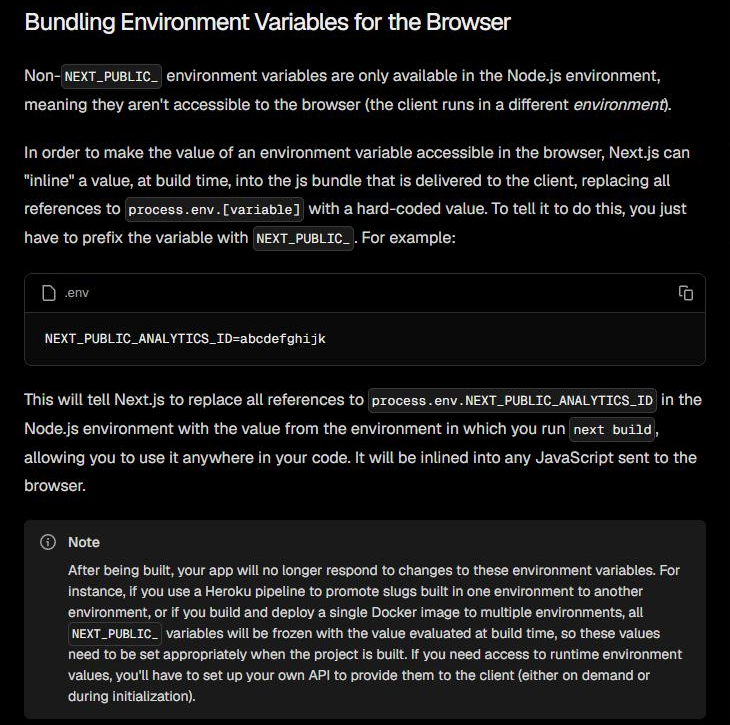 Bundling Environment Variables for the Browser
Non-NEXT_PUBLIC_ environment variables are only available in the Node.js environment,
meaning they aren't accessible to the browser (the client runs in a different environment).
In order to make the value of an environment variable accessible in the browser, Next.js can
"inline" a value, at build time, into the js bundle that is delivered to the client, replacing all
references to process.env.[variable] with a hard-coded value. To tell it to do this, you just
have to prefix the variable with NEXT_PUBLIC_. For example:
.env
NEXT_PUBLIC_ANALYTICS_ID=abcdefghijk
This will tell Next.js to replace all references to process.env.NEXT_PUBLIC_ANALYTICS_ID in the
Node.js environment with the value from the environment in which you run next build,
allowing you to use it anywhere in your code. It will be inlined into any JavaScript sent to the
browser.
Note
After being built, your app will no longer respond to changes to these environment variables. For
instance, if you use a Heroku pipeline to promote slugs built in one environment to another
environment, or if you build and deploy a single Docker image to multiple environments, all
NEXT_PUBLIC_ variables will be frozen with the value evaluated at build time, so these values
need to be set appropriately when the project is built. If you need access to runtime environment
values, you'll have to set up your own API to provide them to the client (either on demand or
during initialization).